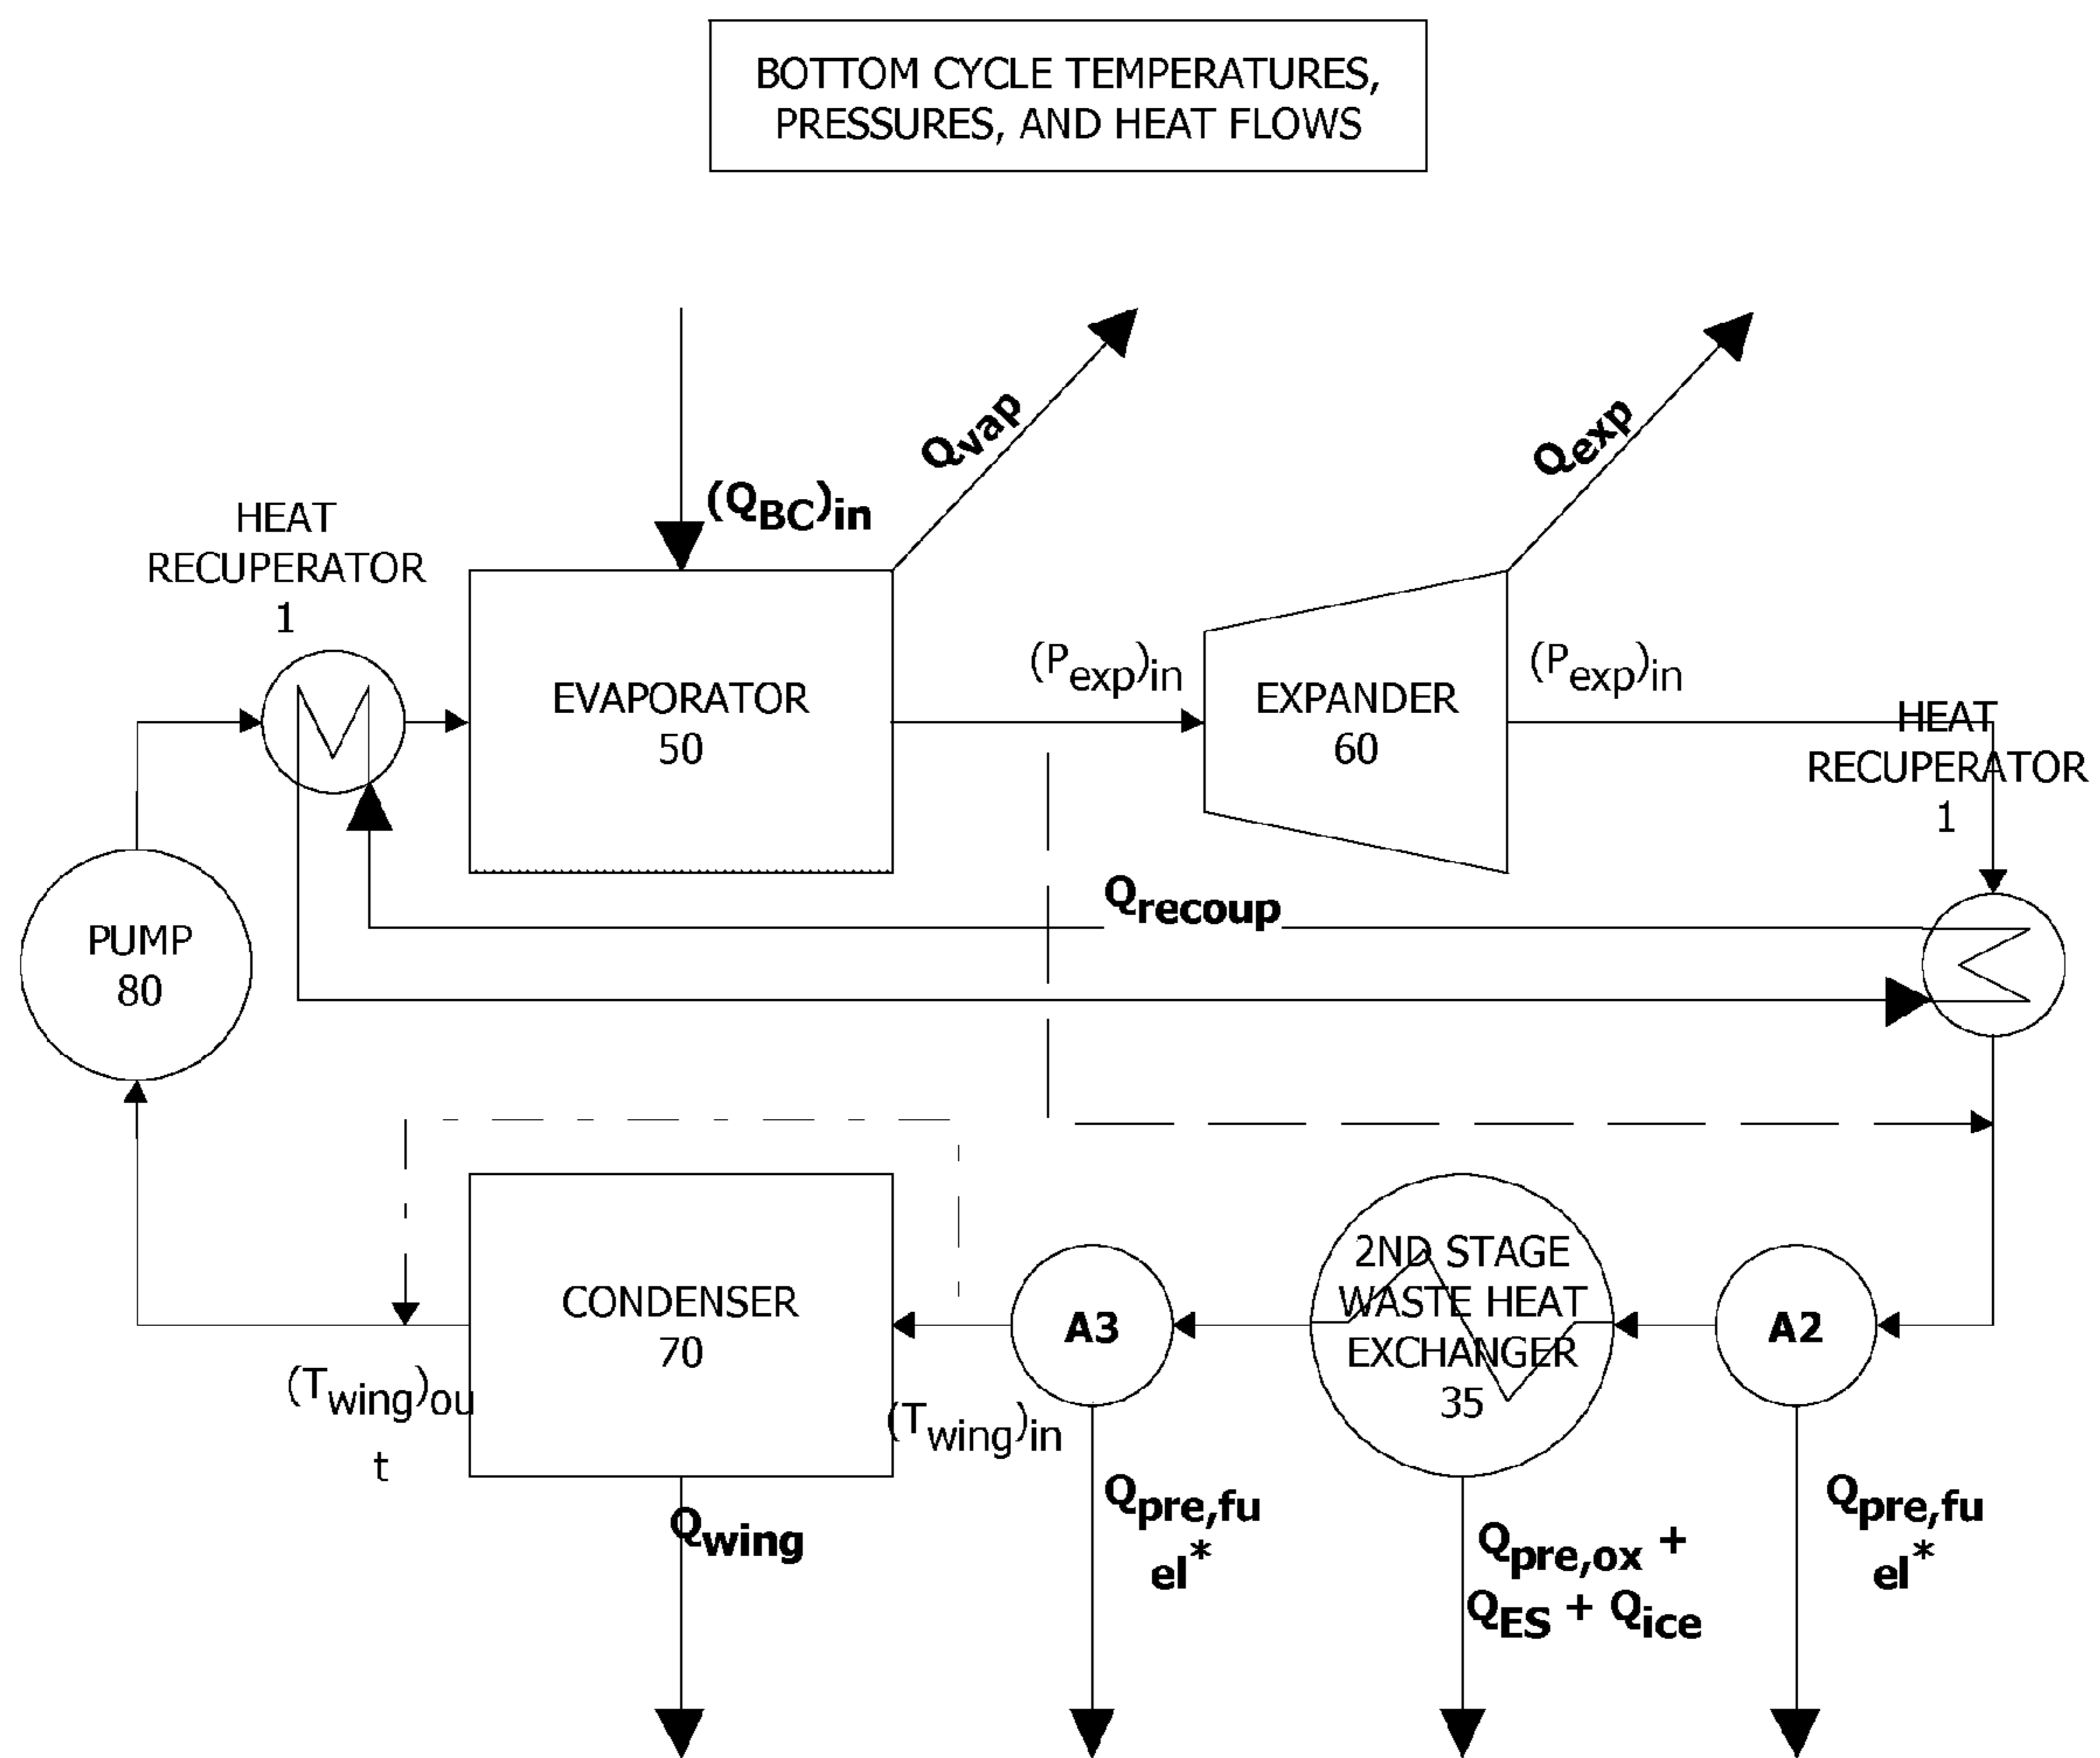 BOTTOM CYCLE TEMPERATURES,
PRESSURES, AND HEAT FLOWS
Qvap
Qexp
(QBC)in
HEAT
RECUPERATOR
1
(Pexp)in
(Pexp)in
EVAPORATOR
50
EXPANDER
60
HEAT
RECUPERATOR
1
Qrecoup
PUMP
80
2ND STAGE
WASTE HEAT
EXCHANGER
35
CONDENSER
70
A3
A2
(Twing)ou
t
(Twing)in
Qwing
Qpre,fu
el*
Qpre,ox +
QES + Qice
Qpre,fu
el*